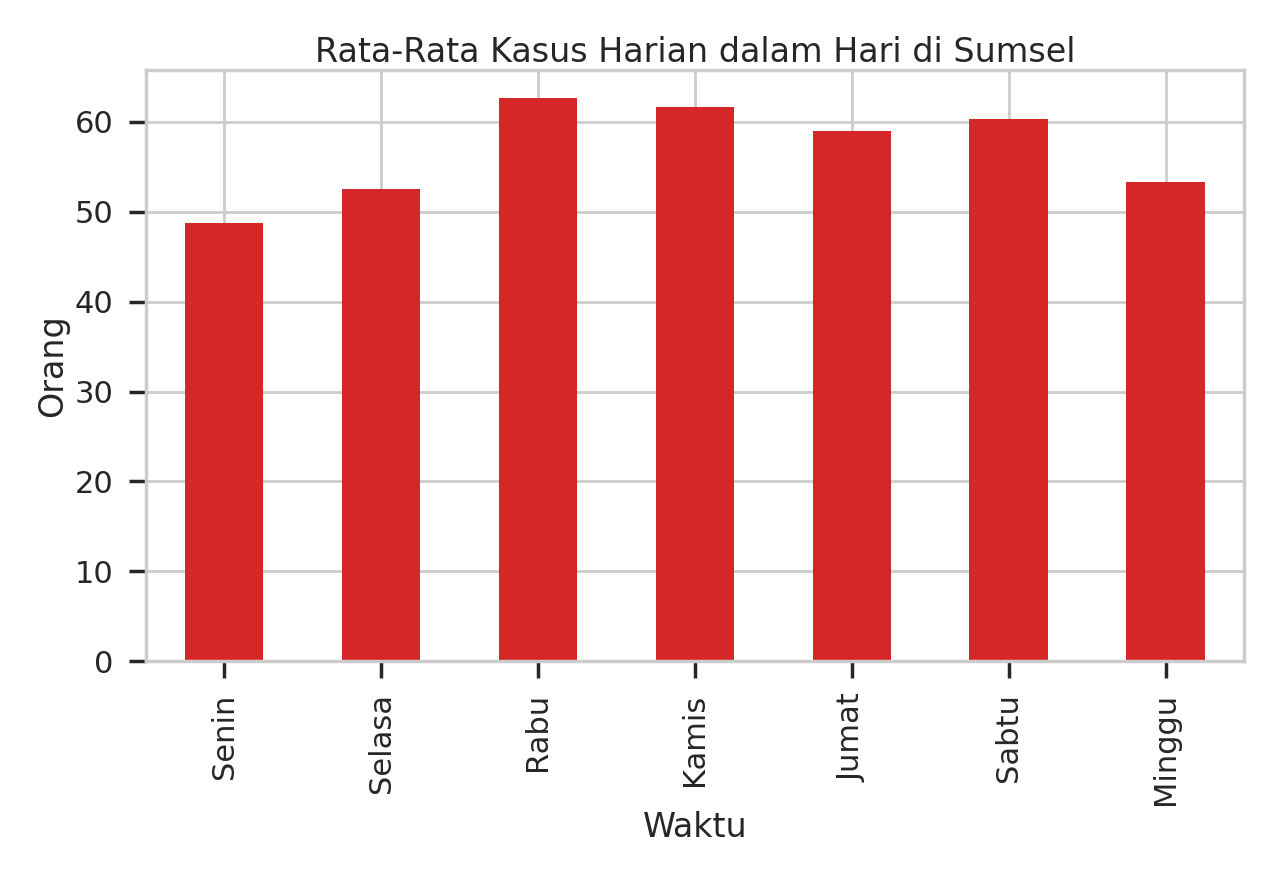 Rata-Rata Kasus Harian dalam Hari di Sumsel
Orang
60
50
40
30
20
10
0
Senin
Selasa
Rabu
Kamis
Jumat
Sabtu
Minggu
Waktu